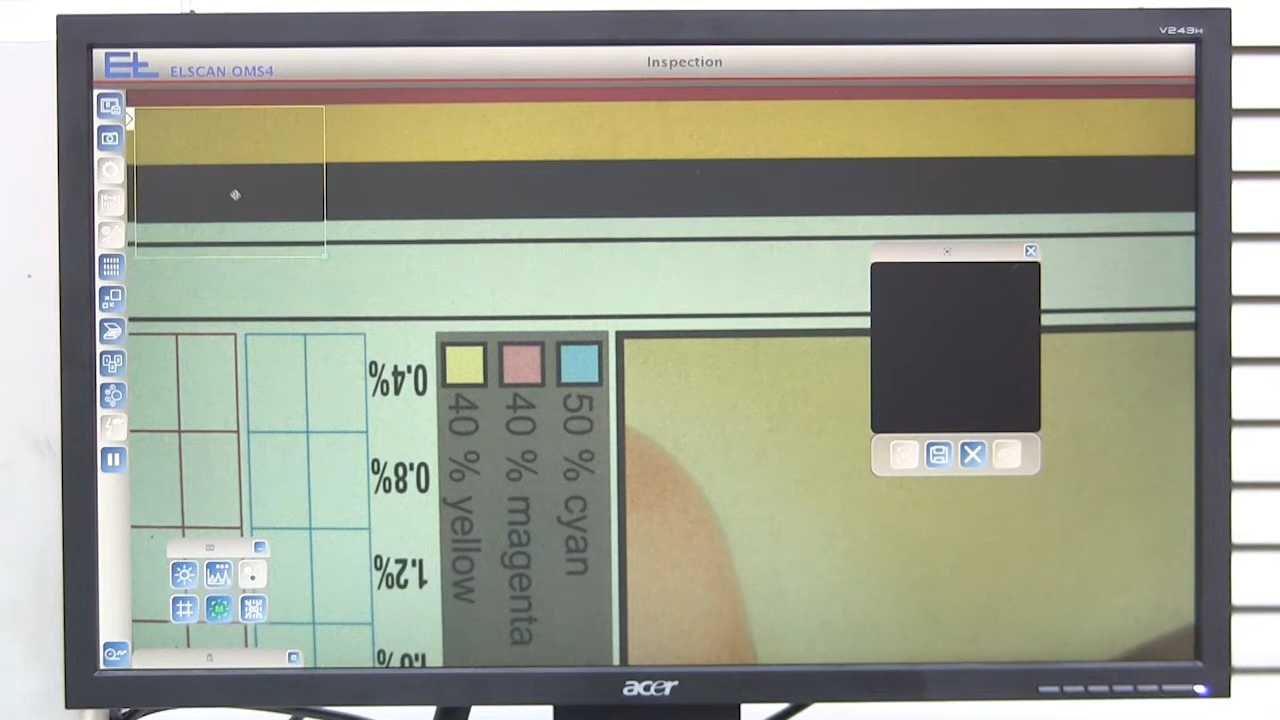 V243H
ELSCAN OMS4
Inspection
0.4%
0.8%
1.2%
40 % yellow
40 % magenta
50 % cyan
acer